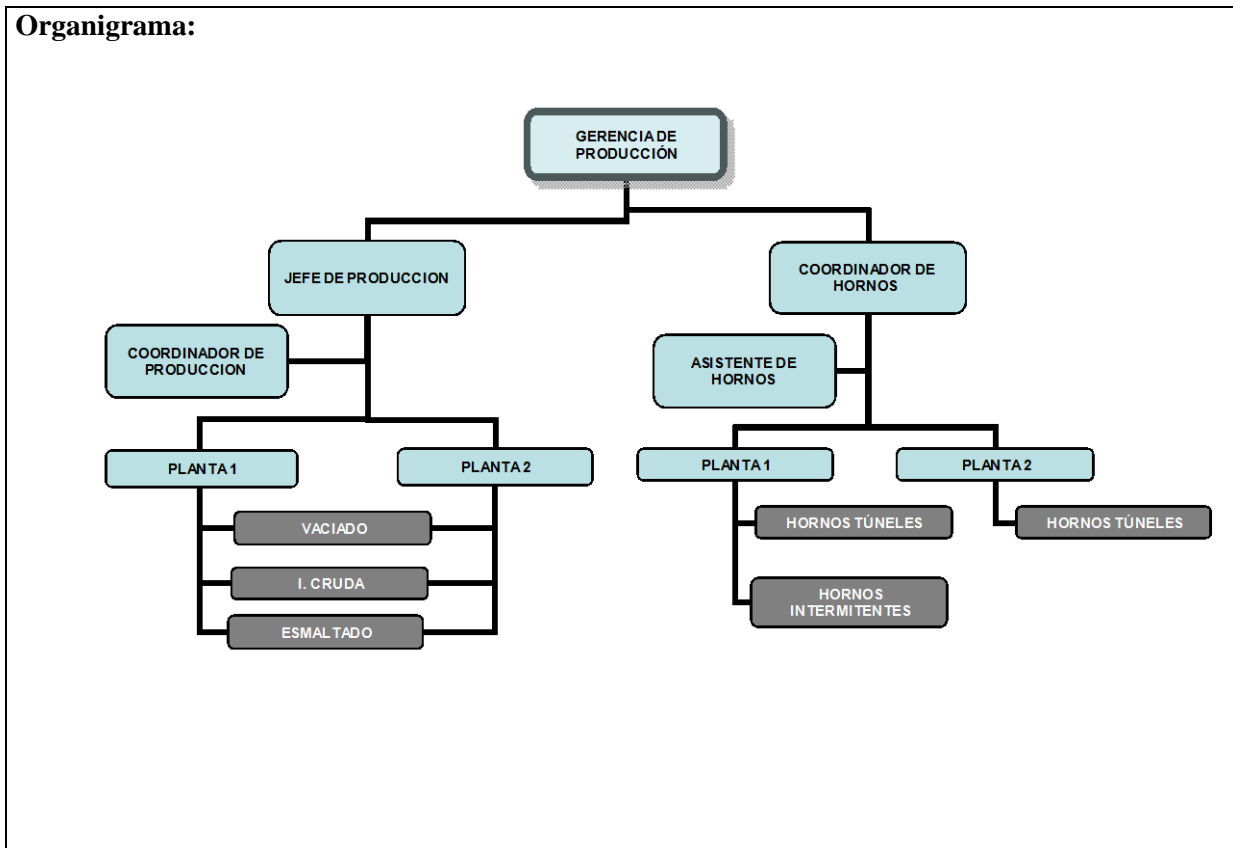 Organigrama:
GERENCIA DE
PRODUCCIÓN
JEFE DE PRODUCCION
COORDINADOR DE
HORNOS
COORDINADOR DE
PRODUCCION
ASISTENTE DE
HORNOS
PLANTA 1
PLANTA 2
PLANTA 1
PLANTA 2
VACIADO
I. CRUDA
ESMALTADO
HORNOS TÚNELES
HORNOS TÚNELES
HORNOS
INTERMITENTES